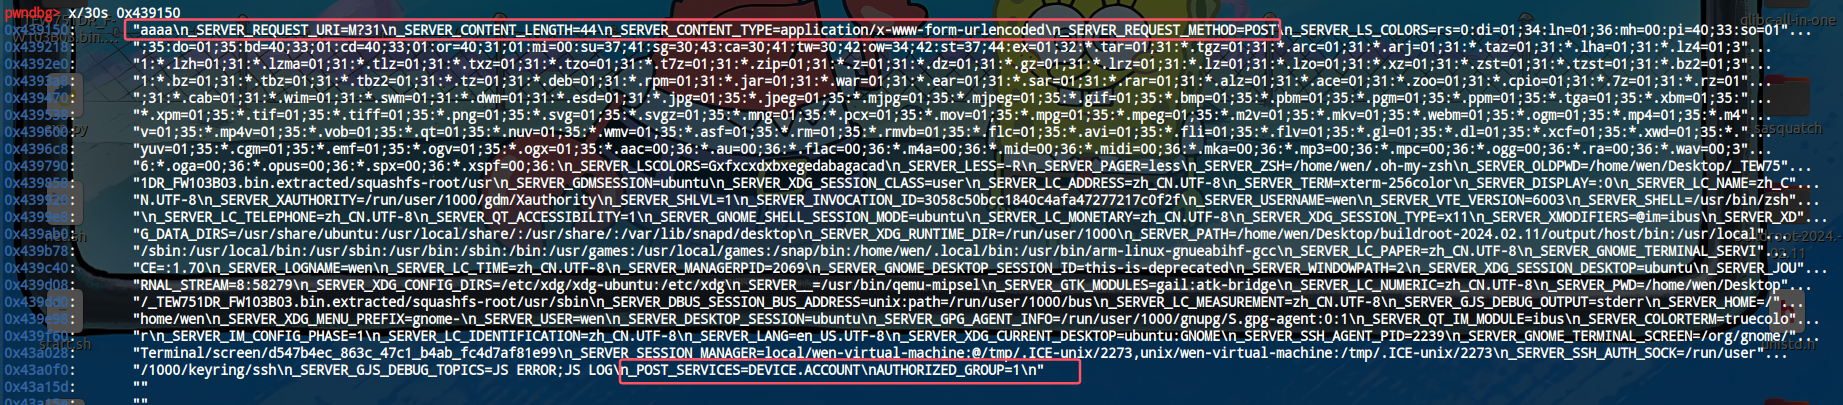 pwndbg> x/30s 0x439150
0x439150: "aaaa\n_SERVER_REQUEST_URI=M?31\n_SERVER_CONTENT_LENGTH=44\n_SERVER_CONTENT_TYPE=application/x-www-form-urlencoded\n_SERVER_REQUEST_METHOD=POST\n_SERVER_LS_COLORS=rs=0:di=01;34:ln=01;36:mh=00:pi=40;33:so=01"...
0x439218: ";35:do=01;35:bd=40;33;01:cd=40;33;01:or=40;31;01:mi=00:su=37;41:sg=30;43:ca=30;41:tw=30;42:ow=34;42:st=37;44:ex=01;32:*.tar=01;31:*.tgz=01;31:*.arc=01;31:*.arj=01;31:*.taz=01;31:*.lha=01;31:*.lz4=01;3"...
0x4392e0: "1:*.lzh=01;31:*.lzma=01;31:*.tlz=01;31:*.txz=01;31:*.tzo=01;31:*.t7z=01;31:*.zip=01;31:*.z=01;31:*.dz=01;31:*.gz=01;31:*.lrz=01;31:*.lz=01;31:*.lzo=01;31:*.xz=01;31:*.zst=01;31:*.tzst=01;31:*.bz2=01;3"...
0x4393a8: "1:*.bz=01;31:*.tbz=01;31:*.tbz2=01;31:*.tz=01;31:*.deb=01;31:*.rpm=01;31:*.jar=01;31:*.war=01;31:*.ear=01;31:*.sar=01;31:*.rar=01;31:*.alz=01;31:*.ace=01;31:*.zoo=01;31:*.cpio=01;31:*.7z=01;31:*.rz=01"...
0x439470: ";31:*.cab=01;31:*.wim=01;31:*.swm=01;31:*.dwm=01;31:*.esd=01;31:*.jpg=01;35:*.jpeg=01;35:*.mjpg=01;35:*.mjpeg=01;35:*.gif=01;35:*.bmp=01;35:*.pbm=01;35:*.pgm=01;35:*.ppm=01;35:*.tga=01;35:*.xbm=01;35:"...
0x439538: "*.xpm=01;35:*.tif=01;35:*.tiff=01;35:*.png=01;35:*.svg=01;35:*.svgz=01;35:*.mng=01;35:*.pcx=01;35:*.mov=01;35:*.mpg=01;35:*.mpeg=01;35:*.m2v=01;35:*.mkv=01;35:*.webm=01;35:*.ogm=01;35:*.mp4=01;35:*.m4"...
0x439600: "v=01;35:*.mp4v=01;35:*.vob=01;35:*.qt=01;35:*.nuv=01;35:*.wmv=01;35:*.asf=01;35:*.rm=01;35:*.rmvb=01;35:*.flc=01;35:*.avi=01;35:*.fli=01;35:*.flv=01;35:*.gl=01;35:*.dl=01;35:*.xcf=01;35:*.xwd=01;35:*."...
0x4396c8: "yuv=01;35:*.cgm=01;35:*.emf=01;35:*.ogv=01;35:*.ogx=01;35:*.aac=00;36:*.au=00;36:*.flac=00;36:*.m4a=00;36:*.mid=00;36:*.midi=00;36:*.mka=00;36:*.mp3=00;36:*.mpc=00;36:*.ogg=00;36:*.ra=00;36:*.wav=00;3"...
0x439790: "6:*.oga=00;36:*.opus=00;36:*.spx=00;36:*.xspf=00;36:\n_SERVER_LSCOLORS=Gxfxcxdxbxegedabagacad\n_SERVER_LESS=-R\n_SERVER_PAGER=less\n_SERVER_ZSH=/home/wen/.oh-my-zsh\n_SERVER_OLDPWD=/home/wen/Desktop/_TEW75"...
0x439858: "1DR_FW103B03.bin.extracted/squashfs-root/usr\n_SERVER_GDMSESSION=ubuntu\n_SERVER_XDG_SESSION_CLASS=user\n_SERVER_LC_ADDRESS=zh_CN.UTF-8\n_SERVER_TERM=xterm-256color\n_SERVER_DISPLAY=:0\n_SERVER_LC_NAME=zh_C"...
0x439920: "N.UTF-8\n_SERVER_XAUTHORITY=/run/user/1000/gdm/Xauthority\n_SERVER_SHLVL=1\n_SERVER_INVOCATION_ID=3058c50bcc1840c4afa47277217c0f2f\n_SERVER_USERNAME=wen\n_SERVER_VTE_VERSION=6003\n_SERVER_SHELL=/usr/bin/zsh"...
0x4399e8: "\n_SERVER_LC_TELEPHONE=zh_CN.UTF-8\n_SERVER_QT_ACCESSIBILITY=1\n_SERVER_GNOME_SHELL_SESSION_MODE=ubuntu\n_SERVER_LC_MONETARY=zh_CN.UTF-8\n_SERVER_XDG_SESSION_TYPE=x11\n_SERVER_XMODIFIERS=@im=ibus\n_SERVER_XD"...
0x439ab0: "G_DATA_DIRS=/usr/share/ubuntu:/usr/local/share/:/usr/share/:/var/lib/snapd/desktop\n_SERVER_XDG_RUNTIME_DIR=/run/user/1000\n_SERVER_PATH=/home/wen/Desktop/buildroot-2024.02.11/output/host/bin:/usr/local"...
0x439b78: "/sbin:/usr/local/bin:/usr/sbin:/usr/bin:/sbin:/bin:/usr/games:/usr/local/games:/snap/bin:/home/wen/.local/bin:/usr/bin/arm-linux-gnueabihf-gcc\n_SERVER_LC_PAPER=zh_CN.UTF-8\n_SERVER_GNOME_TERMINAL_SERVI"...
0x439c40: "CE=:1.70\n_SERVER_LOGNAME=wen\n_SERVER_LC_TIME=zh_CN.UTF-8\n_SERVER_MANAGERPID=2069\n_SERVER_GNOME_DESKTOP_SESSION_ID=this-is-deprecated\n_SERVER_WINDOWPATH=2\n_SERVER_XDG_SESSION_DESKTOP=ubuntu\n_SERVER_JOU"...
0x439d08: "RNAL_STREAM=8:58279\n_SERVER_XDG_CONFIG_DIRS=/etc/xdg/xdg-ubuntu:/etc/xdg\n_SERVER__=/usr/bin/qemu-mipsel\n_SERVER_GTK_MODULES=gail:atk-bridge\n_SERVER_LC_NUMERIC=zh_CN.UTF-8\n_SERVER_PWD=/home/wen/Desktop"...
0x439dd0: "/_TEW751DR_FW103B03.bin.extracted/squashfs-root/usr/sbin\n_SERVER_DBUS_SESSION_BUS_ADDRESS=unix:path=/run/user/1000/bus\n_SERVER_LC_MEASUREMENT=zh_CN.UTF-8\n_SERVER_GJS_DEBUG_OUTPUT=stderr\n_SERVER_HOME=/"...
0x439e98: "home/wen\n_SERVER_XDG_MENU_PREFIX=gnome-\n_SERVER_USER=wen\n_SERVER_DESKTOP_SESSION=ubuntu\n_SERVER_GPG_AGENT_INFO=/run/user/1000/gnupg/S.gpg-agent:0:1\n_SERVER_QT_IM_MODULE=ibus\n_SERVER_COLORTERM=truecolo"...
0x439f60: "r\n_SERVER_IM_CONFIG_PHASE=1\n_SERVER_LC_IDENTIFICATION=zh_CN.UTF-8\n_SERVER_LANG=en_US.UTF-8\n_SERVER_XDG_CURRENT_DESKTOP=ubuntu:GNOME\n_SERVER_SSH_AGENT_PID=2239\n_SERVER_GNOME_TERMINAL_SCREEN=/org/gnome/"...
0x43a028: "Terminal/screen/d547b4ec_863c_47c1_b4ab_fc4d7af81e99\n_SERVER_SESSION_MANAGER=local/wen-virtual-machine:@/tmp/.ICE-unix/2273,unix/wen-virtual-machine:/tmp/.ICE-unix/2273\n_SERVER_SSH_AUTH_SOCK=/run/user"...
0x43a0f0: "/1000/keyring/ssh\n_SERVER_GJS_DEBUG_TOPICS=JS ERROR;JS LOG\n_POST_SERVICES=DEVICE.ACCOUNT\nAUTHORIZED_GROUP=1\n"
0x43a15d: ""
""
glibc-all-in-one
sasquatch
start.sh
unistd.h